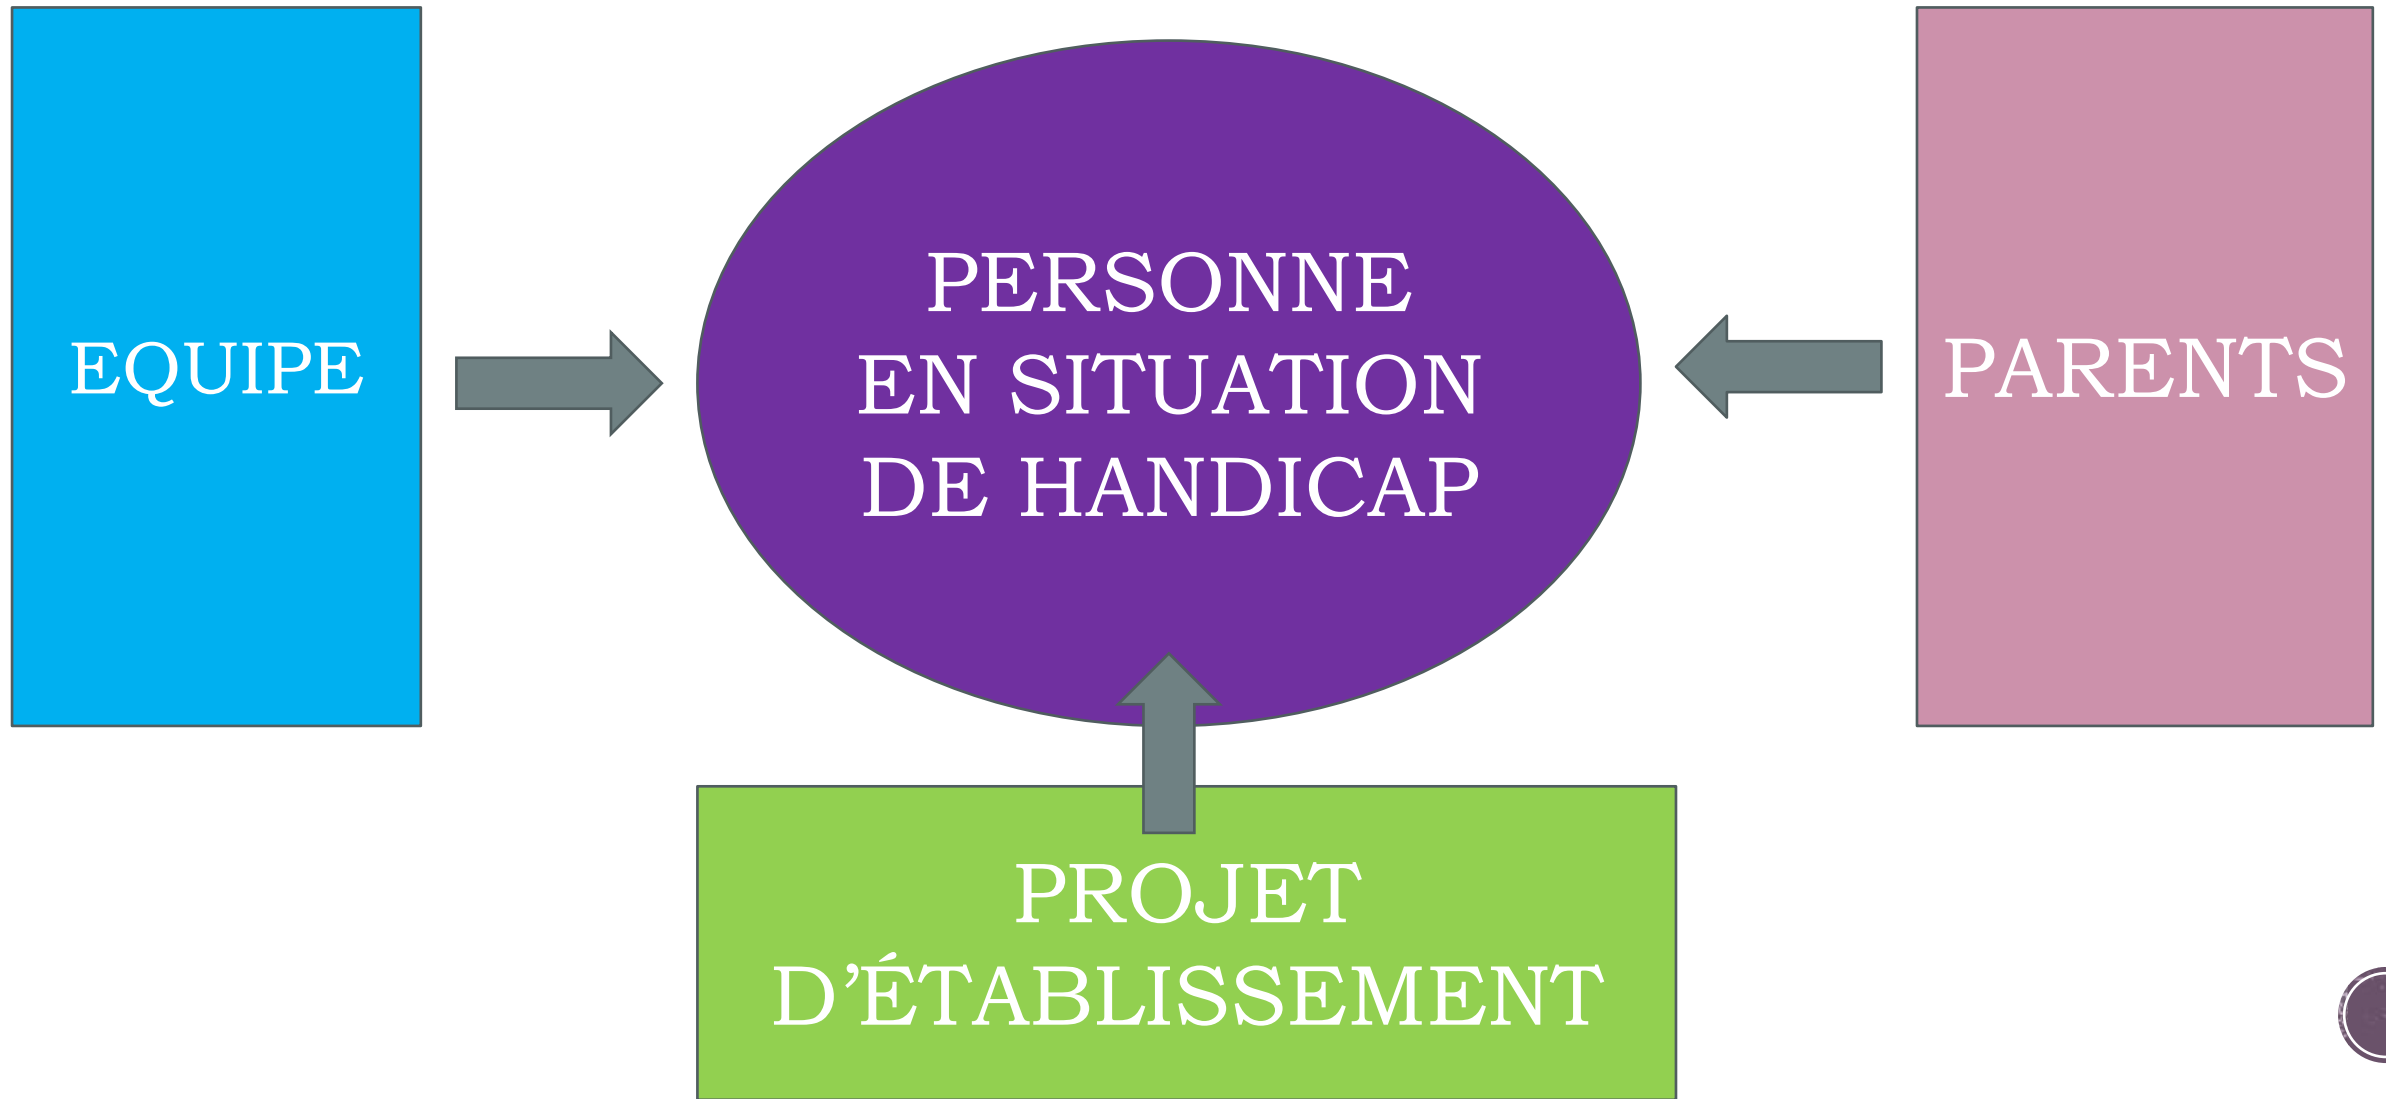 EQUIPE
PERSONNE
EN SITUATION
DE HANDICAP
PARENTS
PROJET
D’ÉTABLISSEMENT